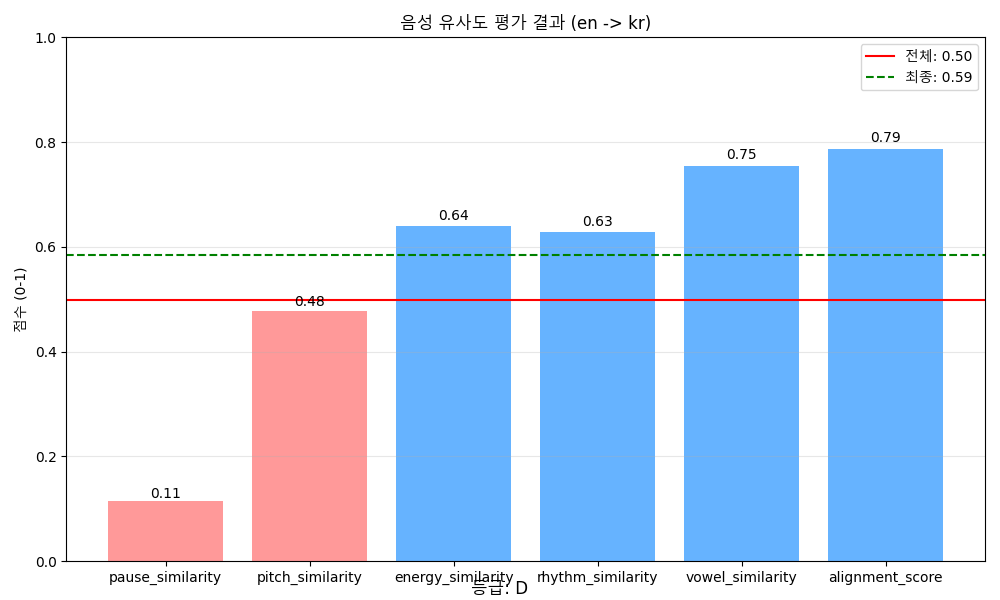 음성 유사도 평가 결과 (en -> kr)
전체: 0.50
최종: 0.59
점수 (0-1)
1.0
0.8
0.6
0.4
0.2
0.0
0.11
0.48
0.64
0.63
0.75
0.79
pause_similarity
pitch_similarity
energy_similarity
rhythm_similarity
vowel_similarity
alignment_score
등급: D